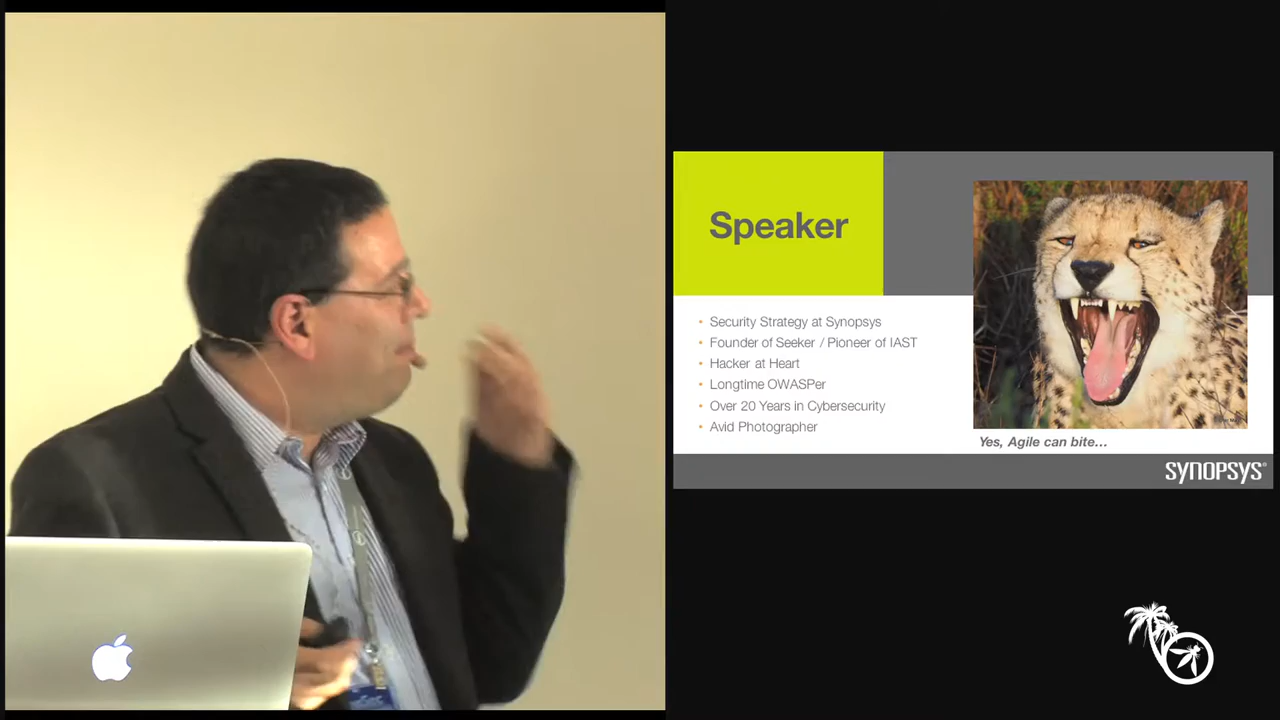 Speaker
• Security Strategy at Synopsys
• Founder of Seeker / Pioneer of IAST
• Hacker at Heart
• Longtime OWASPer
• Over 20 Years in Cybersecurity
• Avid Photographer
Yes, Agile can bite...
SYNOPSYS®